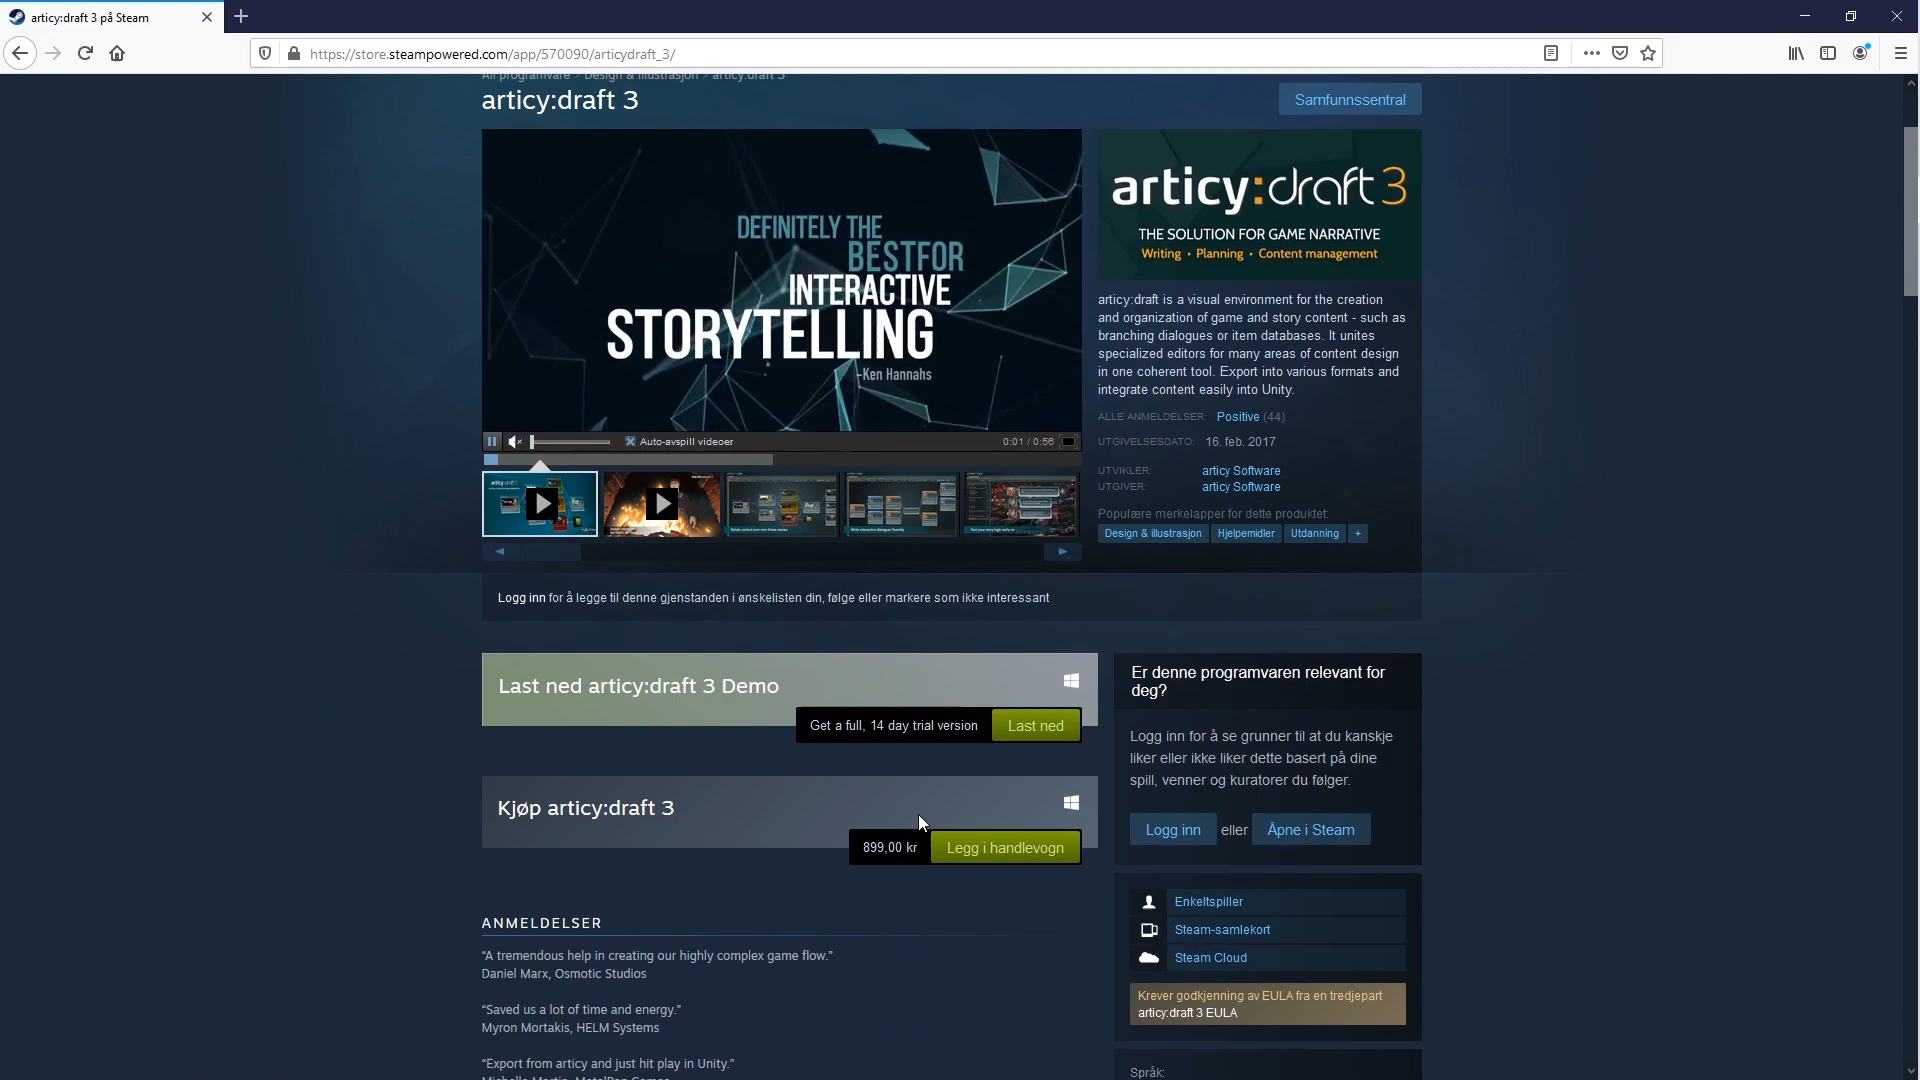 articy:draft 3 på Steam
https://store.steampowered.com/app/570090/articydraft_3/
All programvare > Design & illustrasjon > articy:draft 3
articy:draft 3
Samfunnssentral
DEFINITELY THE
BESTFOR
INTERACTIVE
STORYTELLING
-Ken Hannahs
Auto-avspill videoer
0:01 / 0:56
articy:draft 3
THE SOLUTION FOR GAME NARRATIVE
Writing • Planning • Content management
articy:draft is a visual environment for the creation
and organization of game and story content - such as
branching dialogues or item databases. It unites
specialized editors for many areas of content design
in one coherent tool. Export into various formats and
integrate content easily into Unity.
ALLE ANMELDELSER: Positive (44)
UTGIVELSESDATO: 16. feb. 2017
UTVIKLER: articy Software
UTGIVER: articy Software
Populære merkelapper for dette produktet:
Design & illustrasjon Hjelpemidler Utdanning +
Logg inn for å legge til denne gjenstanden i ønskelisten din, følge eller markere som ikke interessant
Last ned articy:draft 3 Demo
Get a full, 14 day trial version Last ned
Kjøp articy:draft 3
899,00 kr Legg i handlevogn
ANMELDELSER
“A tremendous help in creating our highly complex game flow.”
Daniel Marx, Osmotic Studios
“Saved us a lot of time and energy.”
Myron Mortakis, HELM Systems
“Export from articy and just hit play in Unity.”
Er denne programvaren relevant for
deg?
Logg inn for å se grunner til at du kanskje
liker eller ikke liker dette basert på dine
spill, venner og kuratorer du følger.
Logg inn eller Åpne i Steam
Enkeltspiller
Steam-samlekort
Steam Cloud
Krever godkjenning av EULA fra en tredjepart
articy:draft 3 EULA
Språk: